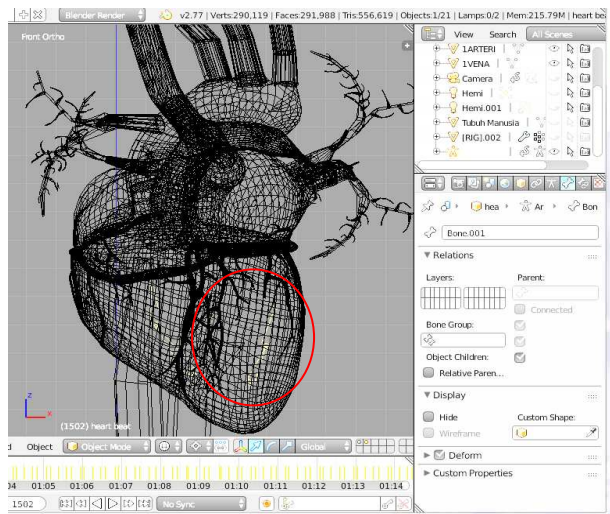 Blender Render
v2.77 | Verts:290,119 | Faces:291,988 | Tris:556,619 | Objects:1/21 | Lamps:0/2 | Mem:215.79M | heart be
Front Ortho
View Search All Scenes
1ARTERI
1VENA
Camera
Hemi
Hemi.001
Tubuh Manusia
[RIG].002
hea
Ar
Bon
Bone.001
Relations
Layers:
Parent:
Connected
Bone Group:
Object Children:
Relative Paren...
Display
Hide
Custom Shape:
Wireframe
Deform
Custom Properties
z
x
(1502) heart beat
d Object Object Mode Global
04 01:05 01:06 01:07 01:08 01:09 01:10 01:11 01:12 01:13 01:14
1502 No Sync